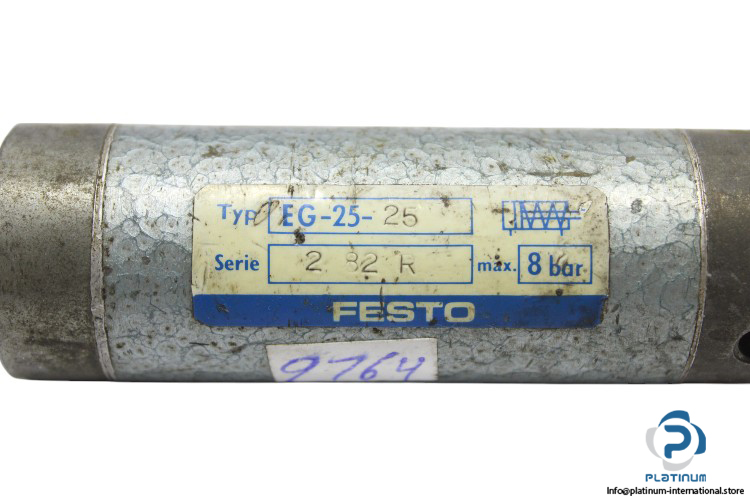 Typ EG-25- 25
Serie 2 82 R max. 8 bar
FESTO
9764
PLATINUM
Info@platinum-international.store